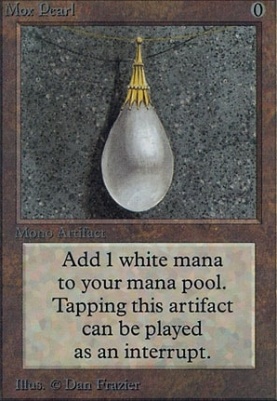 Mox Pearl 0
Mono Artifact
Add 1 white mana
to your mana pool.
Tapping this artifact
can be played
as an interrupt.
Illus. © Dan Frazier